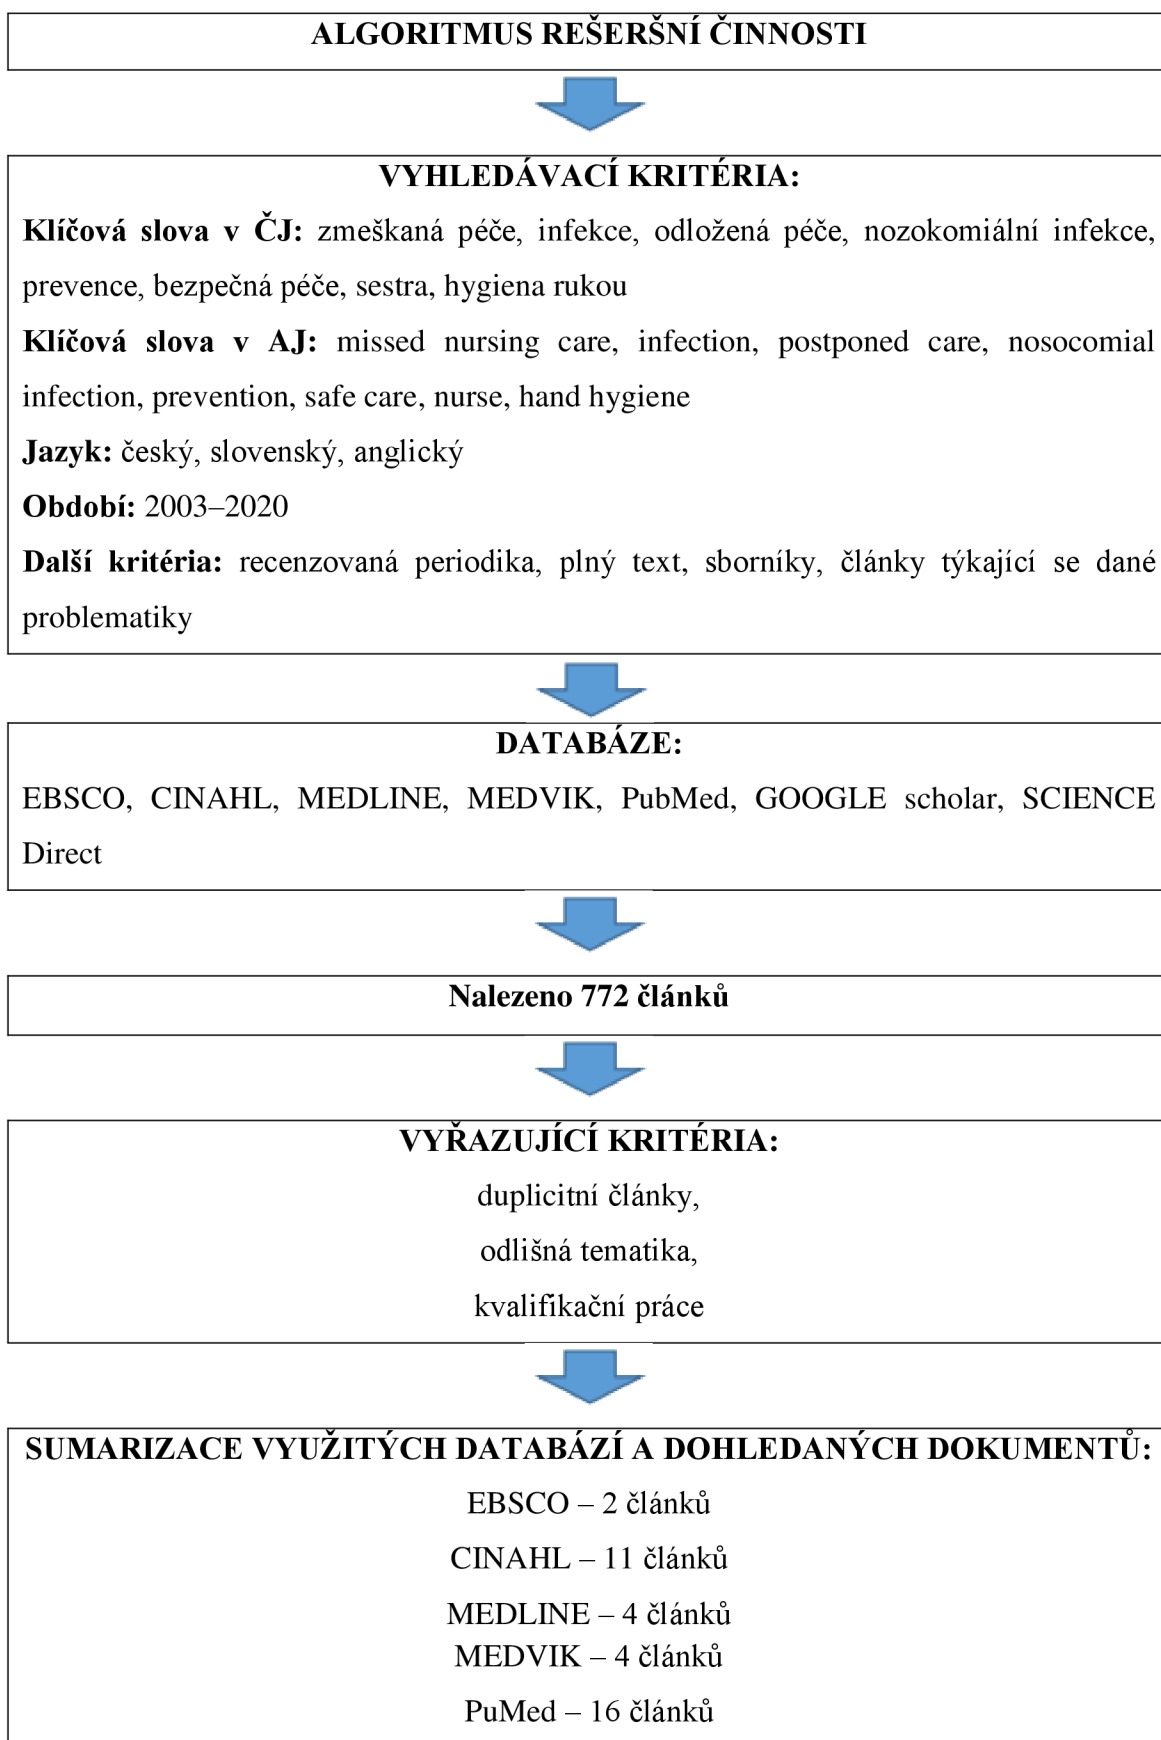 ALGORITMUS REŠERŠNÍ ČINNOSTI
VYHLEDÁVACÍ KRITÉRIA:
Klíčová slova v ČJ: zmeškaná péče, infekce, odložená péče, nozokomiální infekce,
prevence, bezpečná péče, sestra, hygiena rukou
Klíčová slova v AJ: missed nursing care, infection, postponed care, nosocomial
infection, prevention, safe care, nurse, hand hygiene
Jazyk: český, slovenský, anglický
Období: 2003–2020
Další kritéria: recenzovaná periodika, plný text, sborníky, články týkající se dané
problematiky
DATABÁZE:
EBSCO, CINAHL, MEDLINE, MEDVIK, PubMed, GOOGLE scholar, SCIENCE
Direct
Nalezeno 772 článků
VYŘAZUJÍCÍ KRITÉRIA:
duplicitní články,
odlišná tematika,
kvalifikační práce
SUMARIZACE VYUŽITÝCH DATABÁZÍ A DOHLEDANÝCH DOKUMENTŮ:
EBSCO – 2 článků
CINAHL – 11 článků
MEDLINE – 4 článků
MEDVIK – 4 článků
PuMed – 16 článků